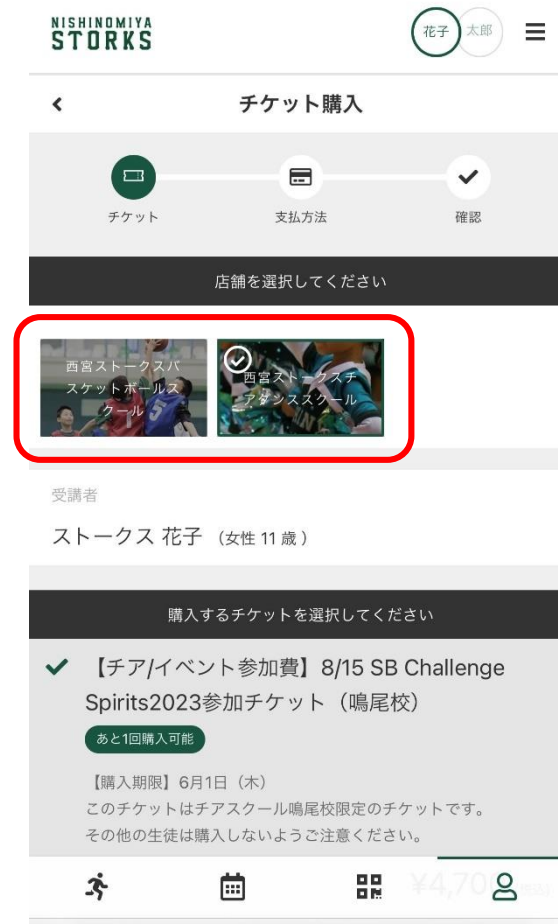 NISHINOMIYA
STORKS
花子
太郎
チケット購入
チケット
支払方法
確認
店舗を選択してください
西宮ストークスバ
スケットボールス
クール
西宮ストークスチ
アダンススクール
受講者
ストークス 花子 （女性 11 歳 ）
購入するチケットを選択してください
【チア/イベント参加費】8/15 SB Challenge
Spirits2023参加チケット（鳴尾校）
あと1回購入可能
【購入期限】6月1日（木）
このチケットはチアスクール鳴尾校限定のチケットです。
その他の生徒は購入しないようご注意ください。
¥4,70